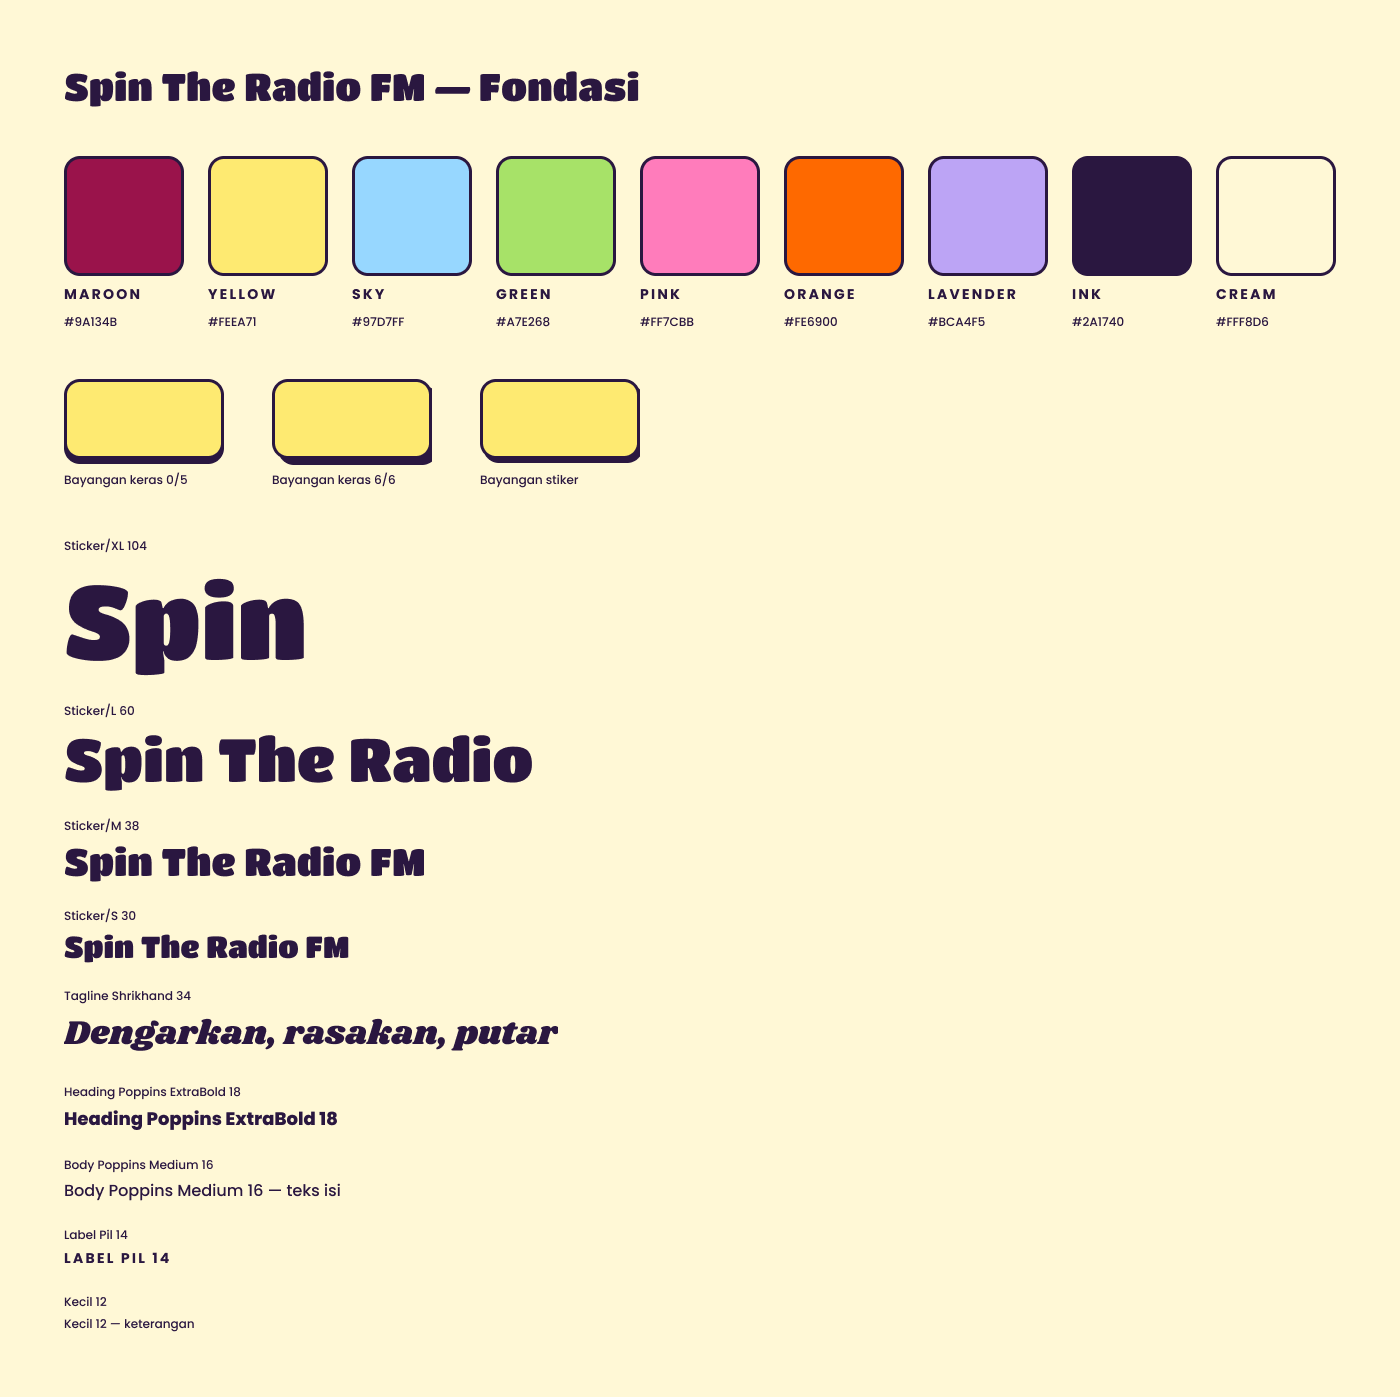 Spin The Radio FM — Fondasi
MAROON YELLOW SKY GREEN PINK ORANGE LAVENDER INK CREAM
#9A134B #FEEA71 #97D7FF #A7E268 #FF7CBB #FE6900 #BCA4F5 #2A1740 #FFF8D6
Bayangan keras 0/5 Bayangan keras 6/6 Bayangan stiker
Sticker/XL 104
Spin
Sticker/L 60
Spin The Radio
Sticker/M 38
Spin The Radio FM
Sticker/S 30
Spin The Radio FM
Tagline Shrikhand 34
Dengarkan, rasakan, putar
Heading Poppins ExtraBold 18
Heading Poppins ExtraBold 18
Body Poppins Medium 16
Body Poppins Medium 16 — teks isi
Label Pil 14
LABEL PIL 14
Kecil 12
Kecil 12 — keterangan